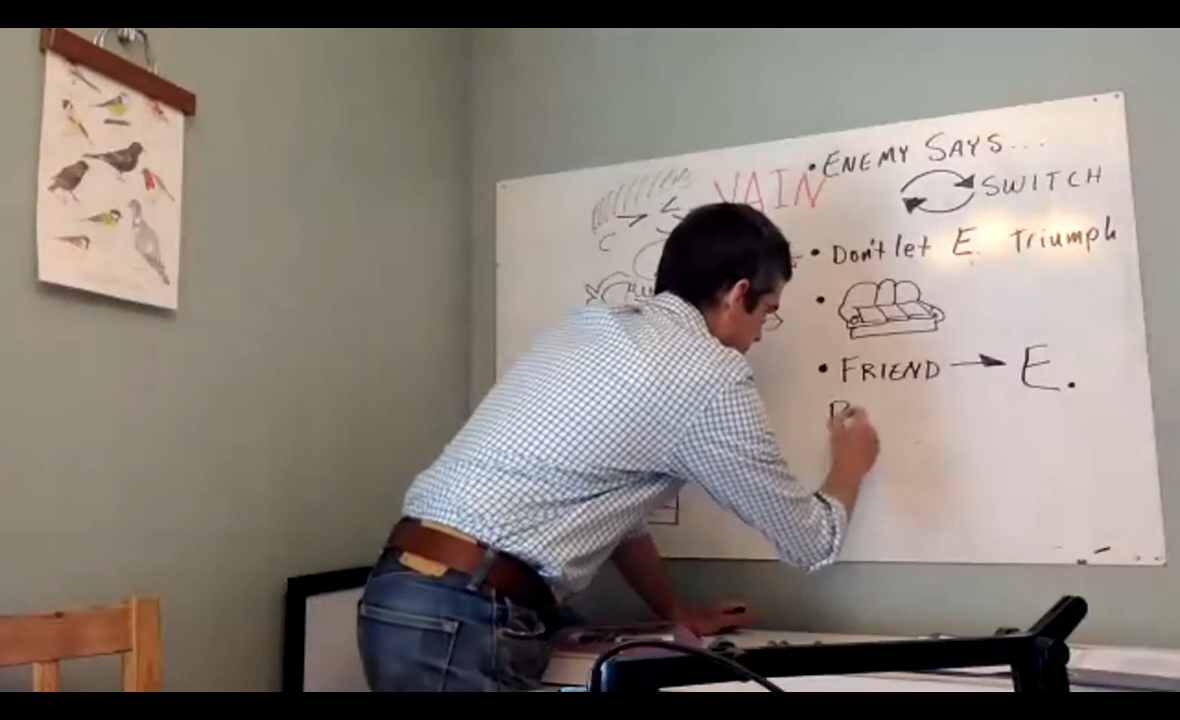 VAIN
• ENEMY SAYS...
SWITCH
• Don't let E. Triumph
• FRIEND → E.